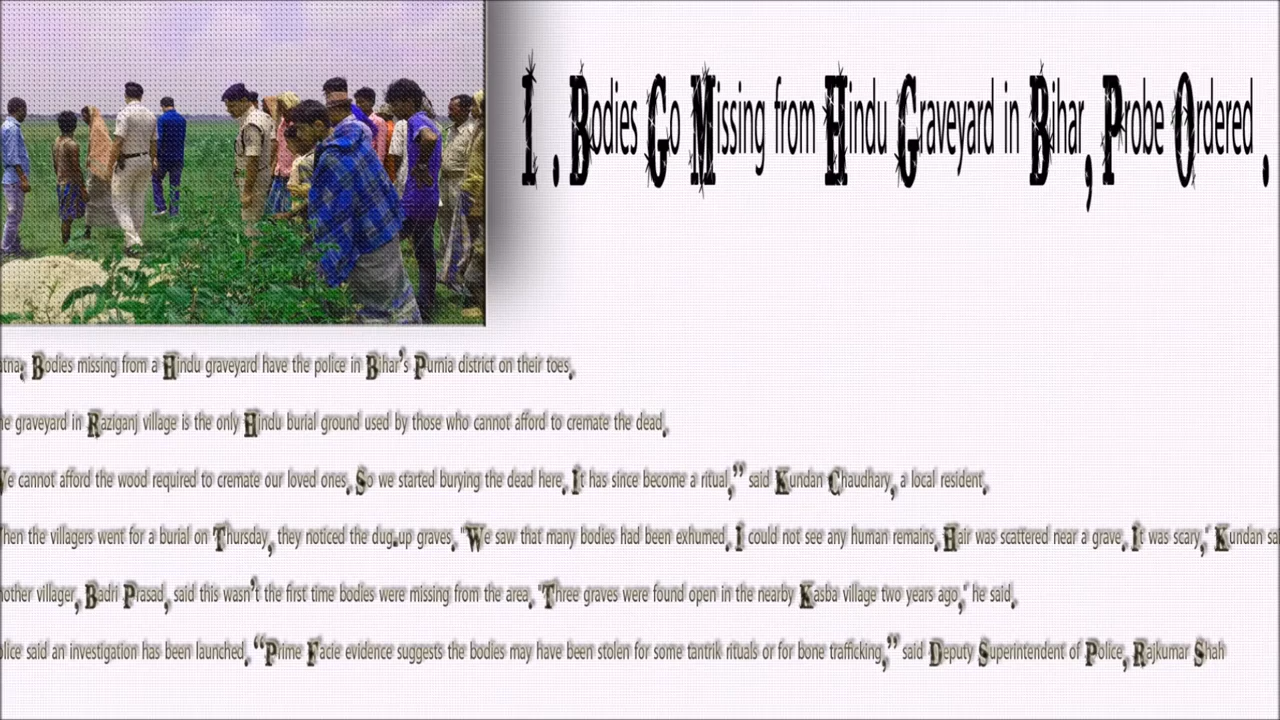 1. Bodies Go Missing from Hindu Graveyard in Bihar, Probe Ordered.
Bodies missing from a Hindu graveyard have the police in Bihar's Purnia district on their toes.
graveyard in Raziganj village is the only Hindu burial ground used by those who cannot afford to cremate the dead.
cannot afford the wood required to cremate our loved ones. So we started burying the dead here. It has since become a ritual,” said Kundan Chaudhary, a local resident.
the villagers went for a burial on Thursday, they noticed the dug-up graves. "We saw that many bodies had been exhumed. I could not see any human remains. Hair was scattered near a grave. It was scary," Kundan
villager, Badri Prasad, said this wasn't the first time bodies were missing from the area. "Three graves were found open in the nearby Kasba village two years ago," he said.
said an investigation has been launched. “Prime Facie evidence suggests the bodies may have been stolen for some tantrik rituals or for bone trafficking,” said Deputy Superintendent of Police, Rajkumar Shah